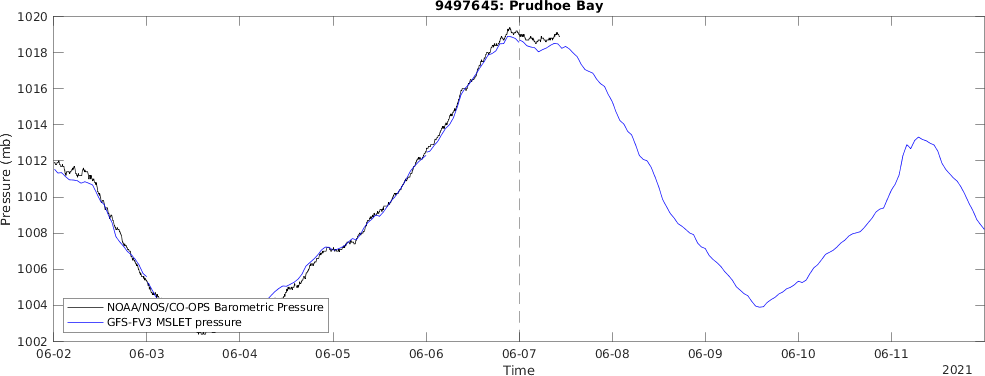 9497645: Prudhoe Bay
Pressure (mb)
1020
1018
1016
1014
1012
1010
1008
1006
1004
1002
NOAA/NOS/CO-OPS Barometric Pressure
GFS-FV3 MSLET pressure
06-02 06-03 06-04 06-05 06-06 06-07 06-08 06-09 06-10 06-11
Time
2021